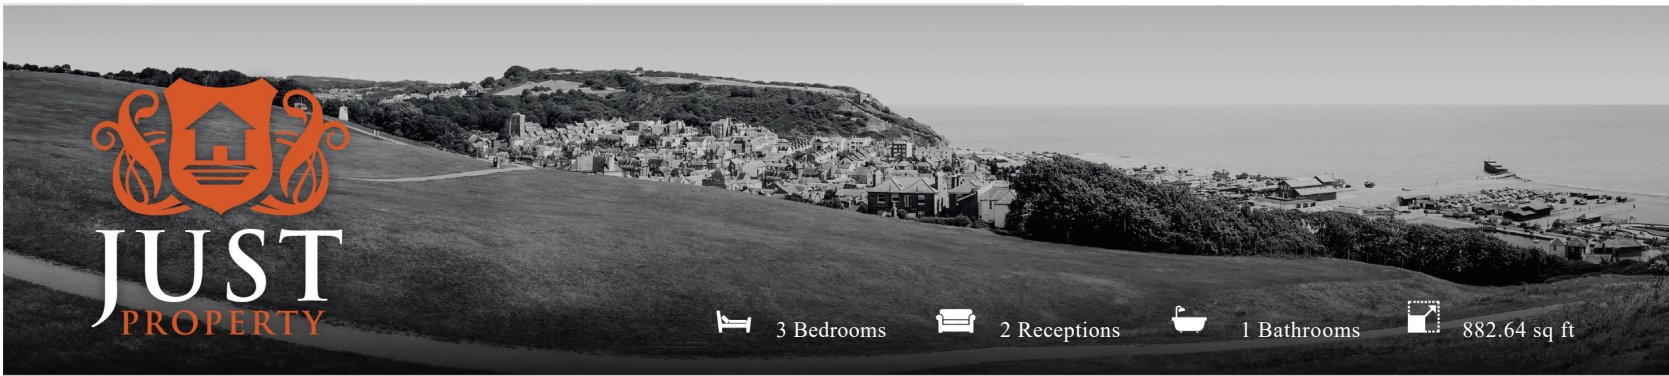 JUST
PROPERTY
3 Bedrooms
2 Receptions
1 Bathrooms
882.64 sq ft